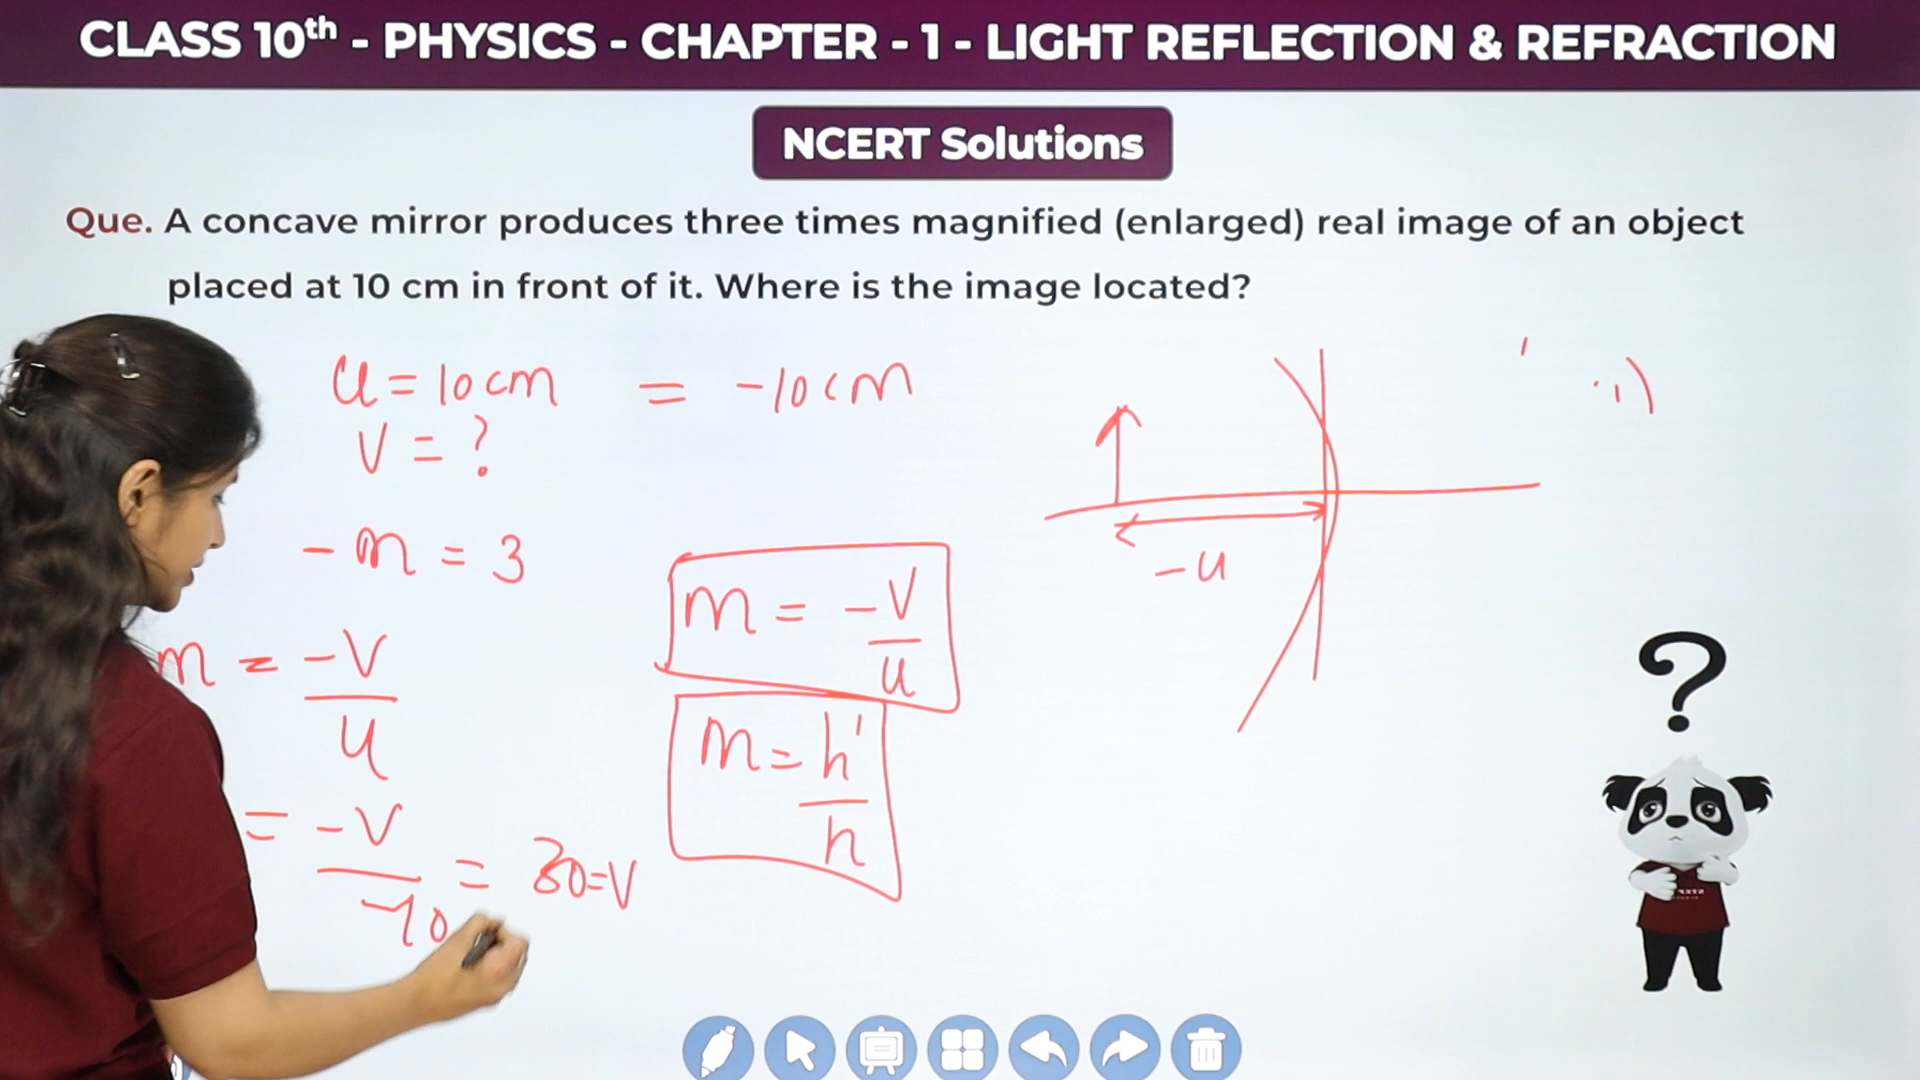 CLASS 10th - PHYSICS - CHAPTER - 1 - LIGHT REFLECTION & REFRACTION
NCERT Solutions
Que. A concave mirror produces three times magnified (enlarged) real image of an object
placed at 10 cm in front of it. Where is the image located?
u = 10 cm = -10 cm
v = ?
- m = 3
m = -v/u
m = -v/u
m = h'/h
= -v/-10 = 30 = v
-u
?